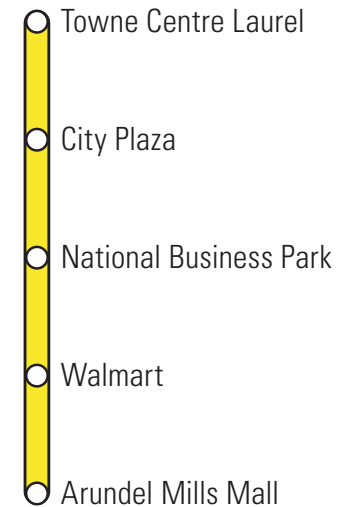 Towne Centre Laurel
City Plaza
National Business Park
Walmart
Arundel Mills Mall